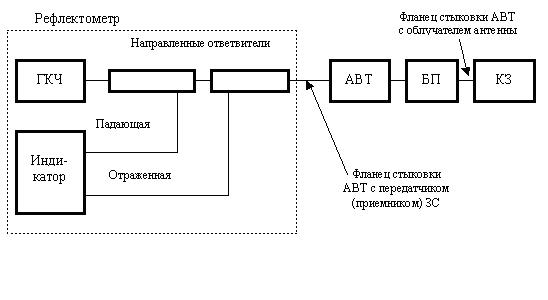 Рефлектометр
Фланец стыковки АВТ
с облучателем антенны
Направленные ответвители
ГКЧ
АВТ
БП
КЗ
Падающая
Инди-
катор
Отраженная
Фланец стыковки
АВТ с передатчиком
(приемником) ЗС